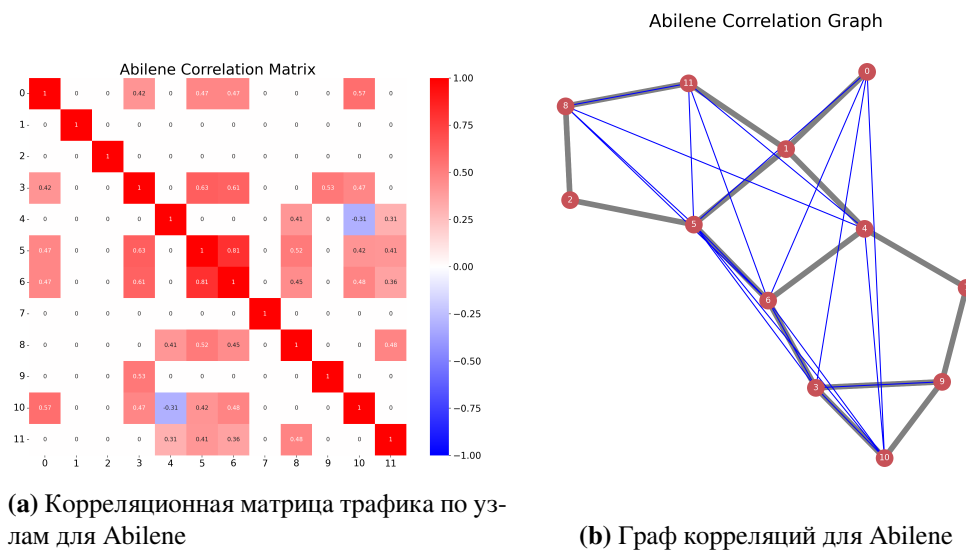 Abilene Correlation Matrix
0 1 0 0 0.42 0 0.47 0.47 0 0 0 0.57 0
1 0 1 0 0 0 0 0 0 0 0 0 0
2 0 0 1 0 0 0 0 0 0 0 0 0
3 0.42 0 0 1 0 0.63 0.61 0 0 0.53 0.47 0
4 0 0 0 0 1 0 0 0 0.41 0 -0.31 0.31
5 0.47 0 0 0.63 0 1 0.81 0 0.52 0 0.42 0.41
6 0.47 0 0 0.61 0 0.81 1 0 0.45 0 0.48 0.36
7 0 0 0 0 0 0 0 1 0 0 0 0
8 0 0 0 0 0.41 0.52 0.45 0 1 0 0 0.48
9 0 0 0 0.53 0 0 0 0 0 1 0 0
10 0.57 0 0 0.47 -0.31 0.42 0.48 0 0 0 1 0
11 0 0 0 0 0.31 0.41 0.36 0 0.48 0 0 1
0 1 2 3 4 5 6 7 8 9 10 11
1.00
0.75
0.50
0.25
0.00
−0.25
−0.50
−0.75
−1.00
(a) Корреляционная матрица трафика по уз-
лам для Abilene
Abilene Correlation Graph
0
11
8
1
2
5
4
6
9
3
10
(b) Граф корреляций для Abilene